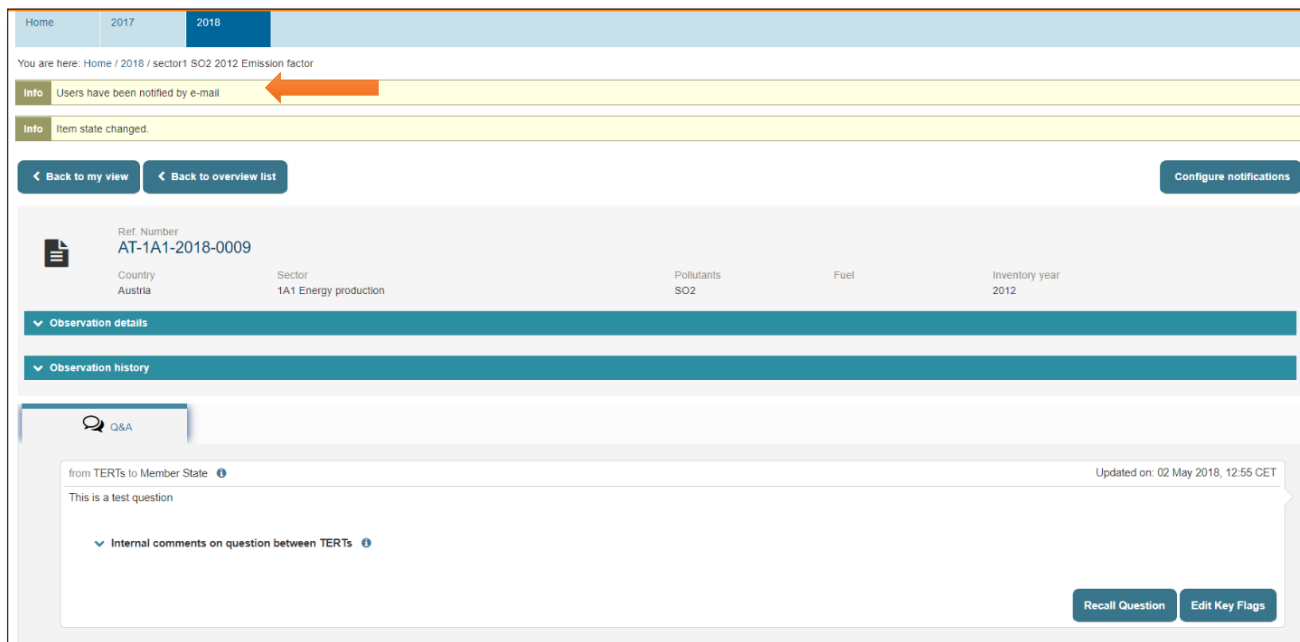 Home 2017 2018
You are here: Home / 2018 / sector1 SO2 2012 Emission factor
Info Users have been notified by e-mail
Info Item state changed.
Back to my view Back to overview list Configure notifications
Ref. Number
AT-1A1-2018-0009
Country Sector Pollutants Fuel Inventory year
Austria 1A1 Energy production SO2 2012
Observation details
Observation history
Q&A
from TERTs to Member State Updated on: 02 May 2018, 12:55 CET
This is a test question
Internal comments on question between TERTs
Recall Question Edit Key Flags